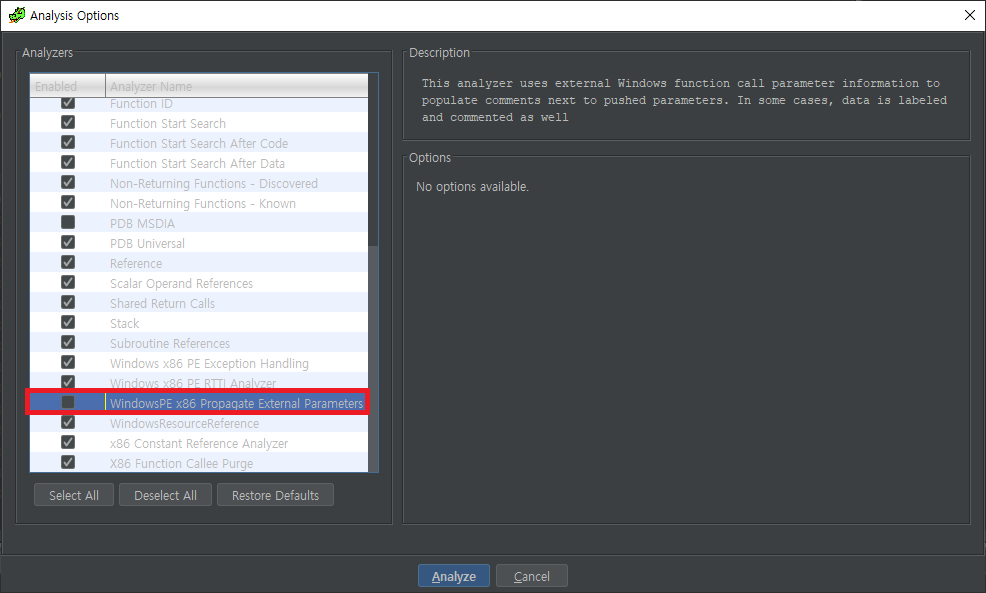 Analysis Options
Analyzers
Enabled Analyzer Name
Function ID
Function Start Search
Function Start Search After Code
Function Start Search After Data
Non-Returning Functions - Discovered
Non-Returning Functions - Known
PDB MSDIA
PDB Universal
Reference
Scalar Operand References
Shared Return Calls
Stack
Subroutine References
Windows x86 PE Exception Handling
Windows x86 PE RTTI Analyzer
WindowsPE x86 Propagate External Parameters
WindowsResourceReference
x86 Constant Reference Analyzer
X86 Function Callee Purge
Select All Deselect All Restore Defaults
Description
This analyzer uses external Windows function call parameter information to
populate comments next to pushed parameters. In some cases, data is labeled
and commented as well
Options
No options available.
Analyze Cancel